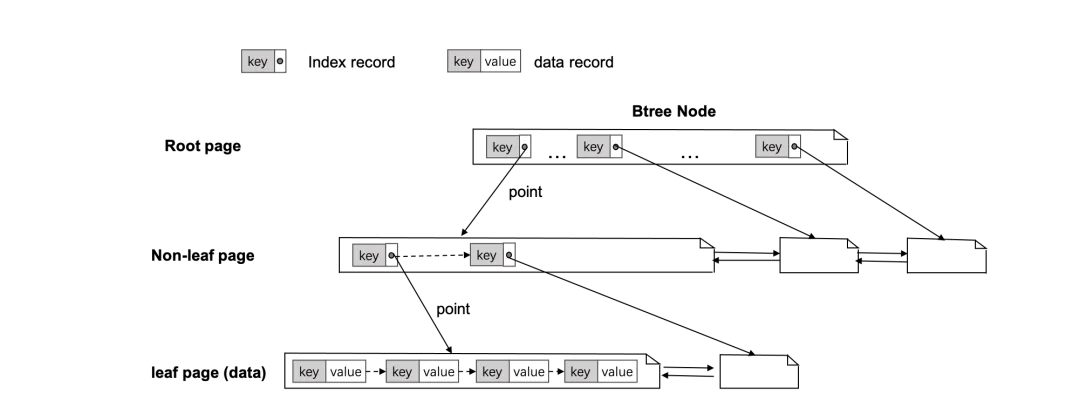 key Index record key value data record
Btree Node
Root page key ... key ... key
point
Non-leaf page key key
point
leaf page (data) key value key value key value key value